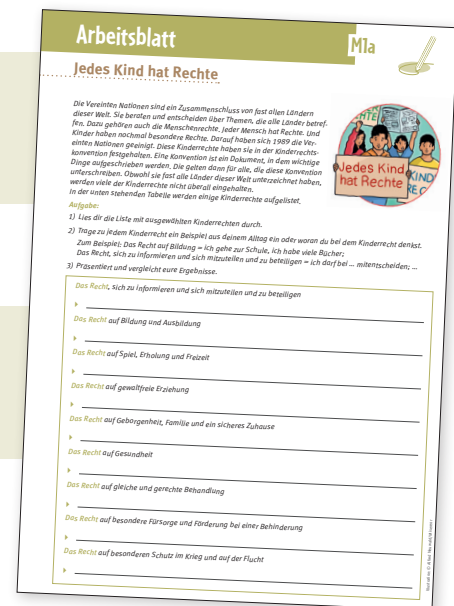 Arbeitsblatt
M1a
Jedes Kind hat Rechte
Die Vereinten Nationen sind ein Zusammenschluss von fast allen Ländern
dieser Welt. Sie beraten und entscheiden über Themen, die alle Länder betref-
fen. Dazu gehören auch die Menschenrechte. Jeder Mensch hat Rechte. Und
Kinder haben nochmal besondere Rechte. Darauf haben sich 1989 die Ver-
einten Nationen geeinigt. Diese Kinderrechte haben sie in der Kinderrechts-
konvention festgehalten. Eine Konvention ist ein Dokument, in dem wichtige
Dinge aufgeschrieben werden. Die gelten dann für alle, die diese Konvention
unterschreiben. Obwohl sie fast alle Länder dieser Welt unterzeichnet haben,
werden viele der Kinderrechte nicht überall eingehalten.
In der unten stehenden Tabelle werden einige Kinderrechte aufgelistet.
Jedes Kind
hat Rechte
KIND
Aufgabe:
1) Lies dir die Liste mit ausgewählten Kinderrechten durch.
2) Trage zu jedem Kinderrecht ein Beispiel aus deinem Alltag ein oder woran du bei dem Kinderrecht denkst.
Zum Beispiel: Das Recht auf Bildung = ich gehe zur Schule, ich habe viele Bücher;
Das Recht, sich zu informieren und sich mitzuteilen und zu beteiligen = ich darf bei ... mitentscheiden; ...
3) Präsentiert und vergleicht eure Ergebnisse.
Das Recht, sich zu informieren und sich mitzuteilen und zu beteiligen
Das Recht auf Bildung und Ausbildung
Das Recht auf Spiel, Erholung und Freizeit
Das Recht auf gewaltfreie Erziehung
Das Recht auf Geborgenheit, Familie und ein sicheres Zuhause
Das Recht auf Gesundheit
Das Recht auf gleiche und gerechte Behandlung
Das Recht auf besondere Fürsorge und Förderung bei einer Behinderung
Das Recht auf besonderen Schutz im Krieg und auf der Flucht